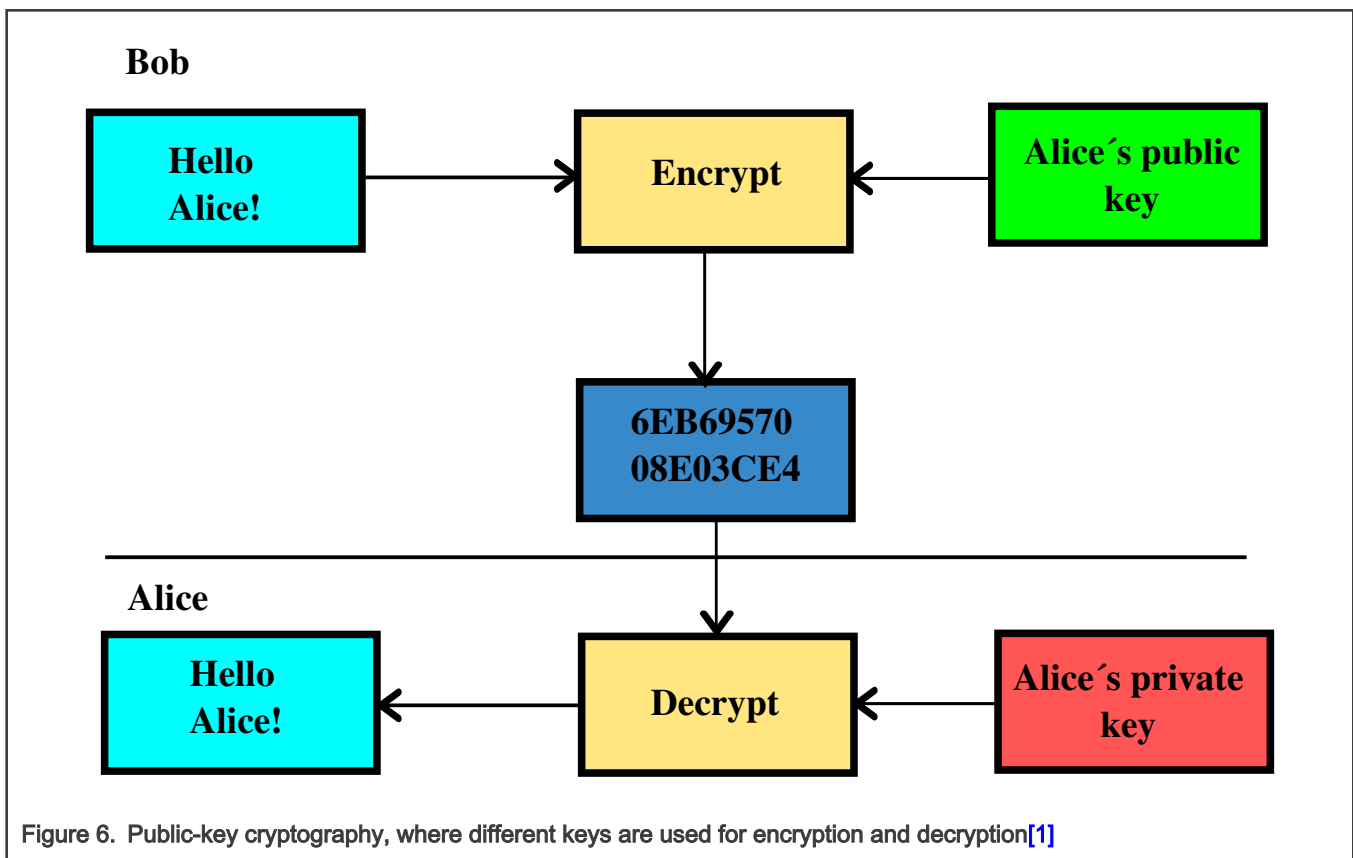 Bob
Hello
Alice!
Encrypt
Alice´s public
key
6EB69570
08E03CE4
Alice
Hello
Alice!
Decrypt
Alice´s private
key
Figure 6. Public-key cryptography, where different keys are used for encryption and decryption[1]